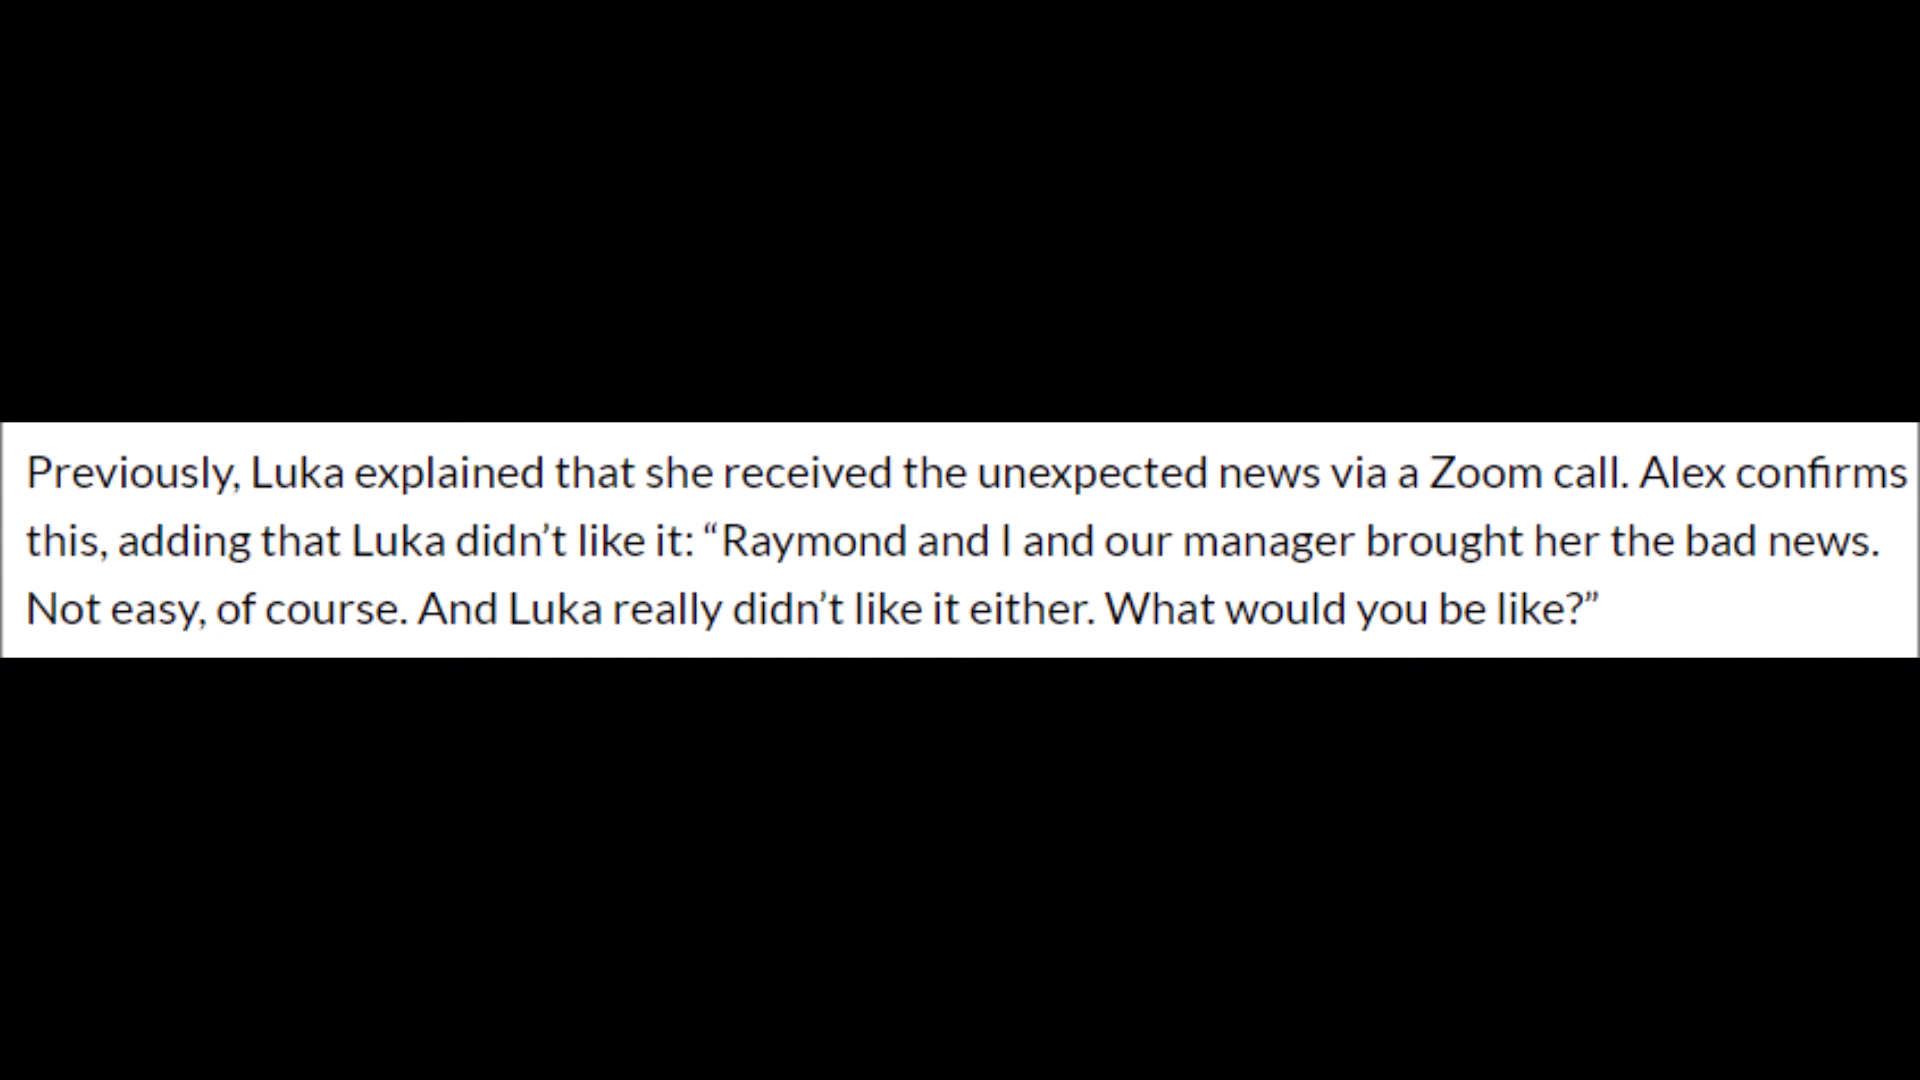 Previously, Luka explained that she received the unexpected news via a Zoom call. Alex confirms
this, adding that Luka didn’t like it: “Raymond and I and our manager brought her the bad news.
Not easy, of course. And Luka really didn’t like it either. What would you be like?”